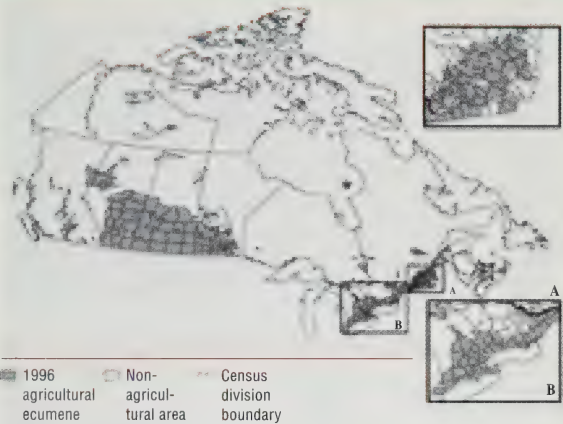 A
B
A
B
1996 agricultural ecumene
Non-agricul-tural area
Census division boundary